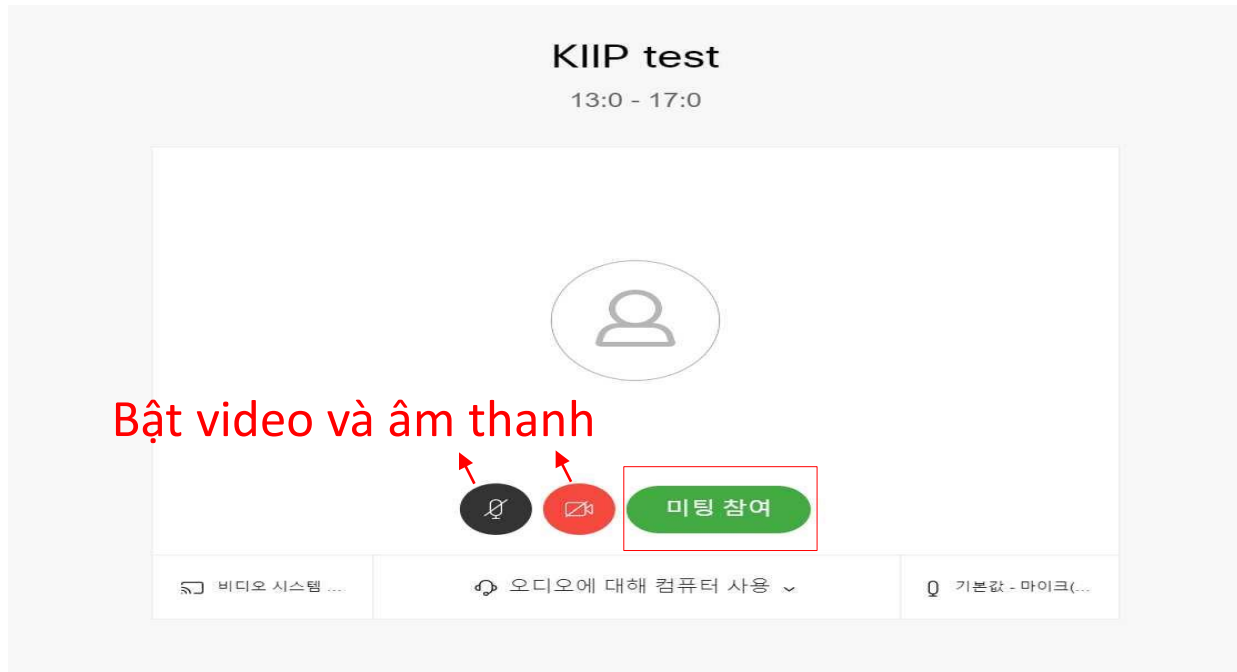 KIIP test
13:0 - 17:0
Bật video và âm thanh
미팅 참여
비디오 시스템 ...
오디오에 대해 컴퓨터 사용
기본값 - 마이크(...